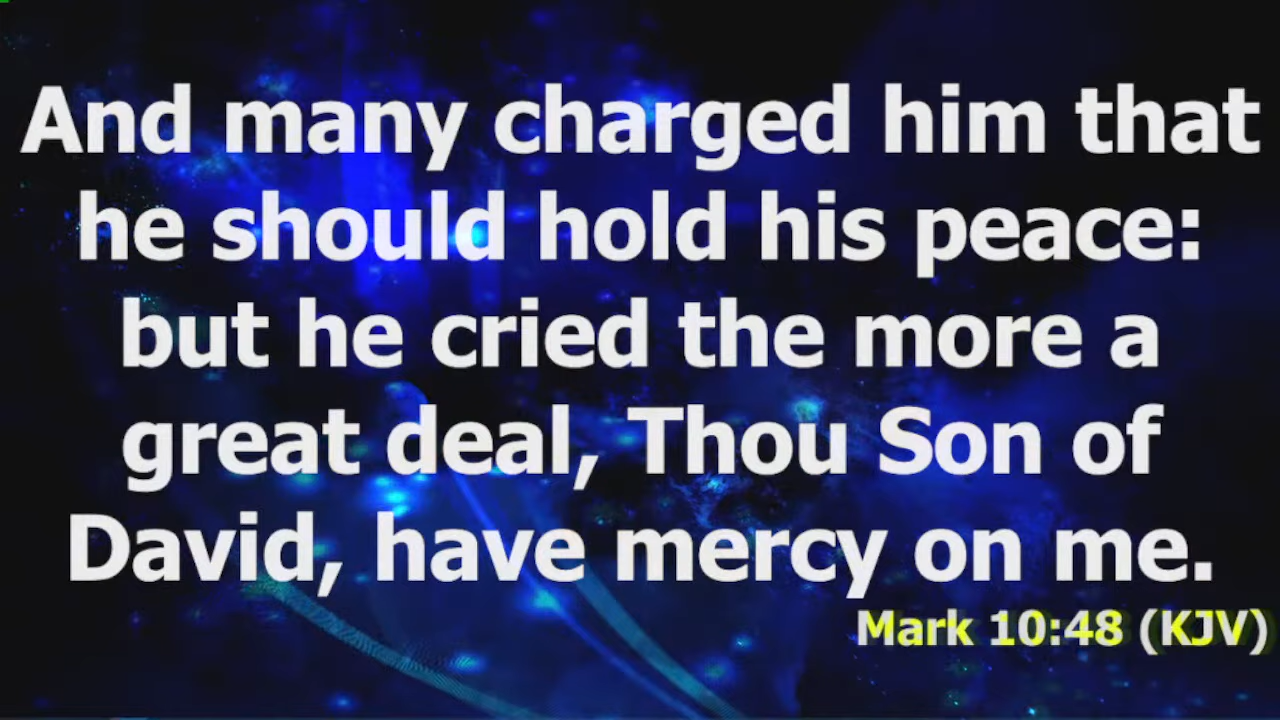 And many charged him that
he should hold his peace:
but he cried the more a
great deal, Thou Son of
David, have mercy on me.
Mark 10:48 (KJV)